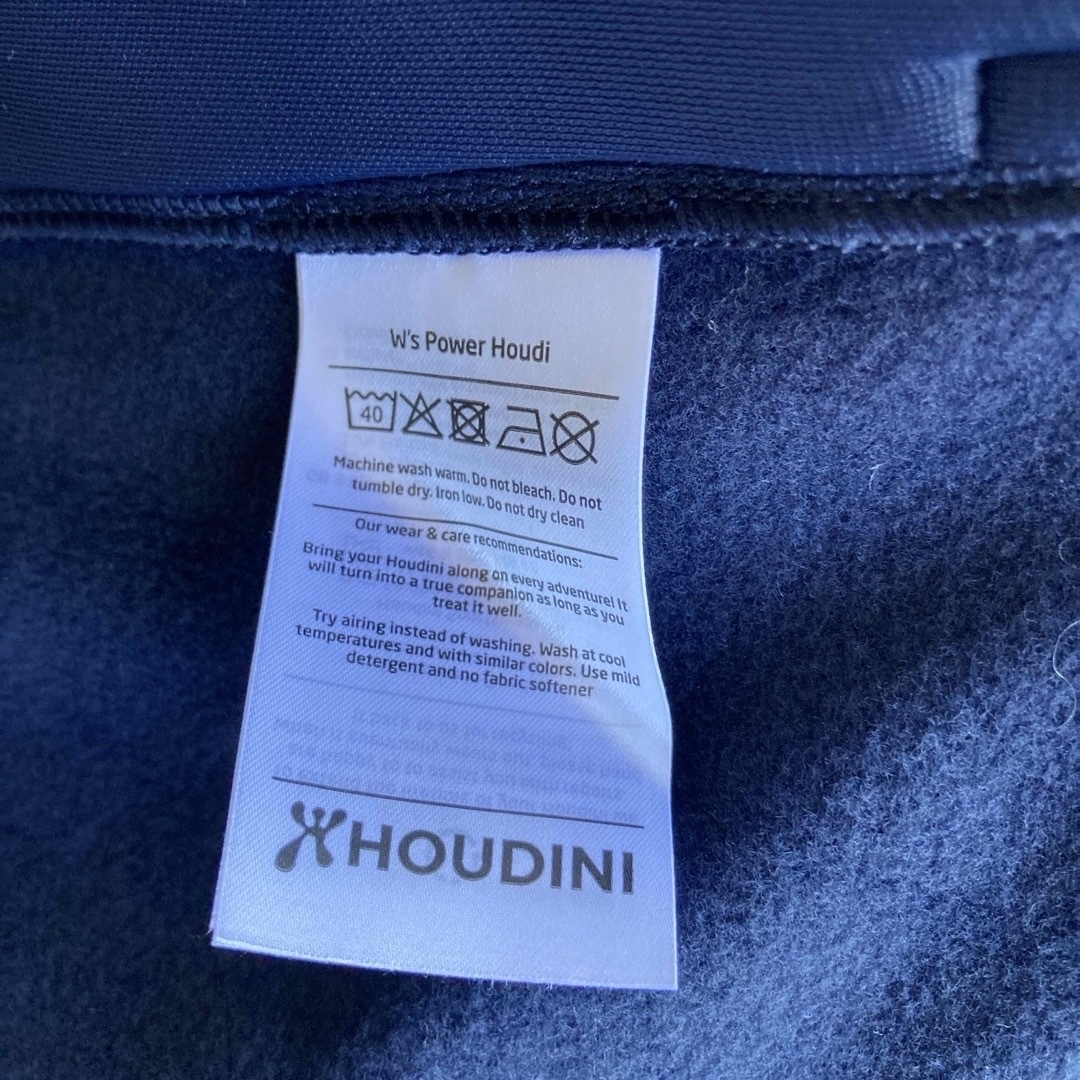 W's Power Houdi
40
Machine wash warm. Do not bleach. Do not
tumble dry. Iron low. Do not dry clean
Our wear & care recommendations:
Bring your Houdini along on every adventure! It
will turn into a true companion as long as you
treat it well.
Try airing instead of washing. Wash at cool
temperatures and with similar colors. Use mild
detergent and no fabric softener
HOUDINI